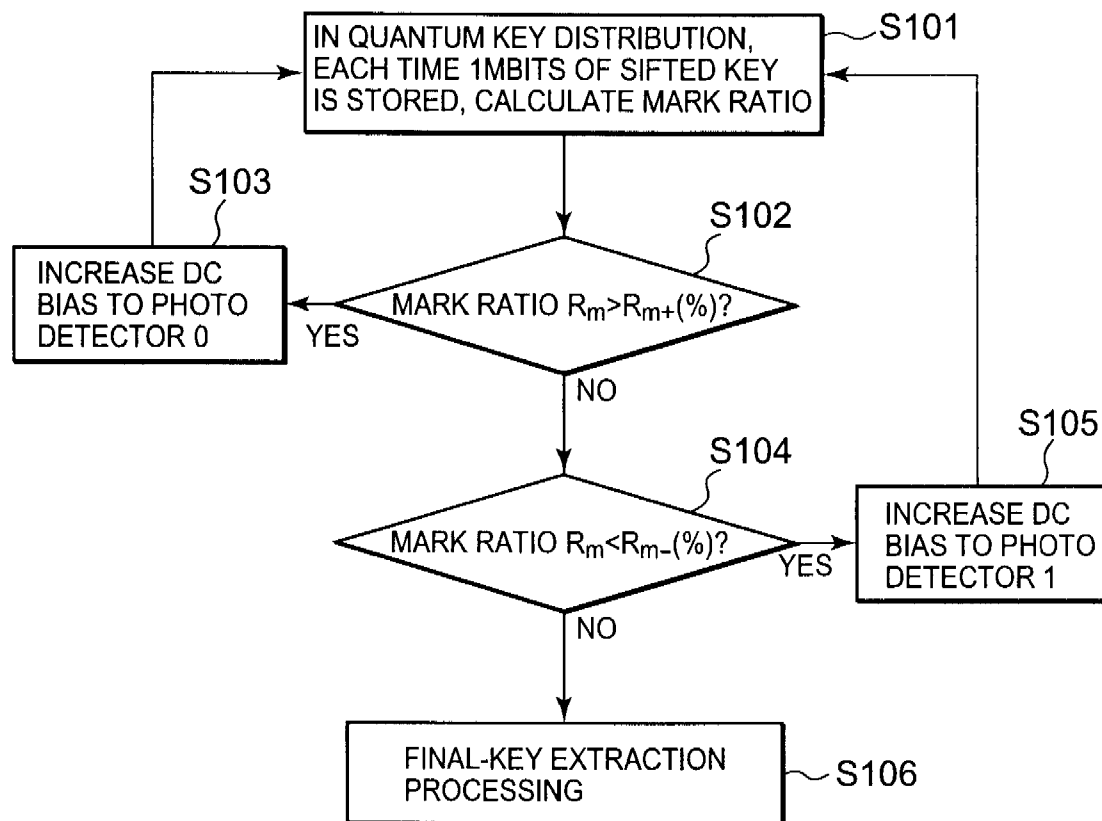 S101
IN QUANTUM KEY DISTRIBUTION,
EACH TIME 1MBITS OF SIFTED KEY
IS STORED, CALCULATE MARK RATIO
S103
S102
INCREASE DC
BIAS TO PHOTO
DETECTOR 0
YES
MARK RATIO Rm>Rm+(%)?
NO
S104
S105
MARK RATIO Rm<Rm−(%)?
YES
INCREASE DC
BIAS TO PHOTO
DETECTOR 1
NO
FINAL-KEY EXTRACTION
PROCESSING
S106